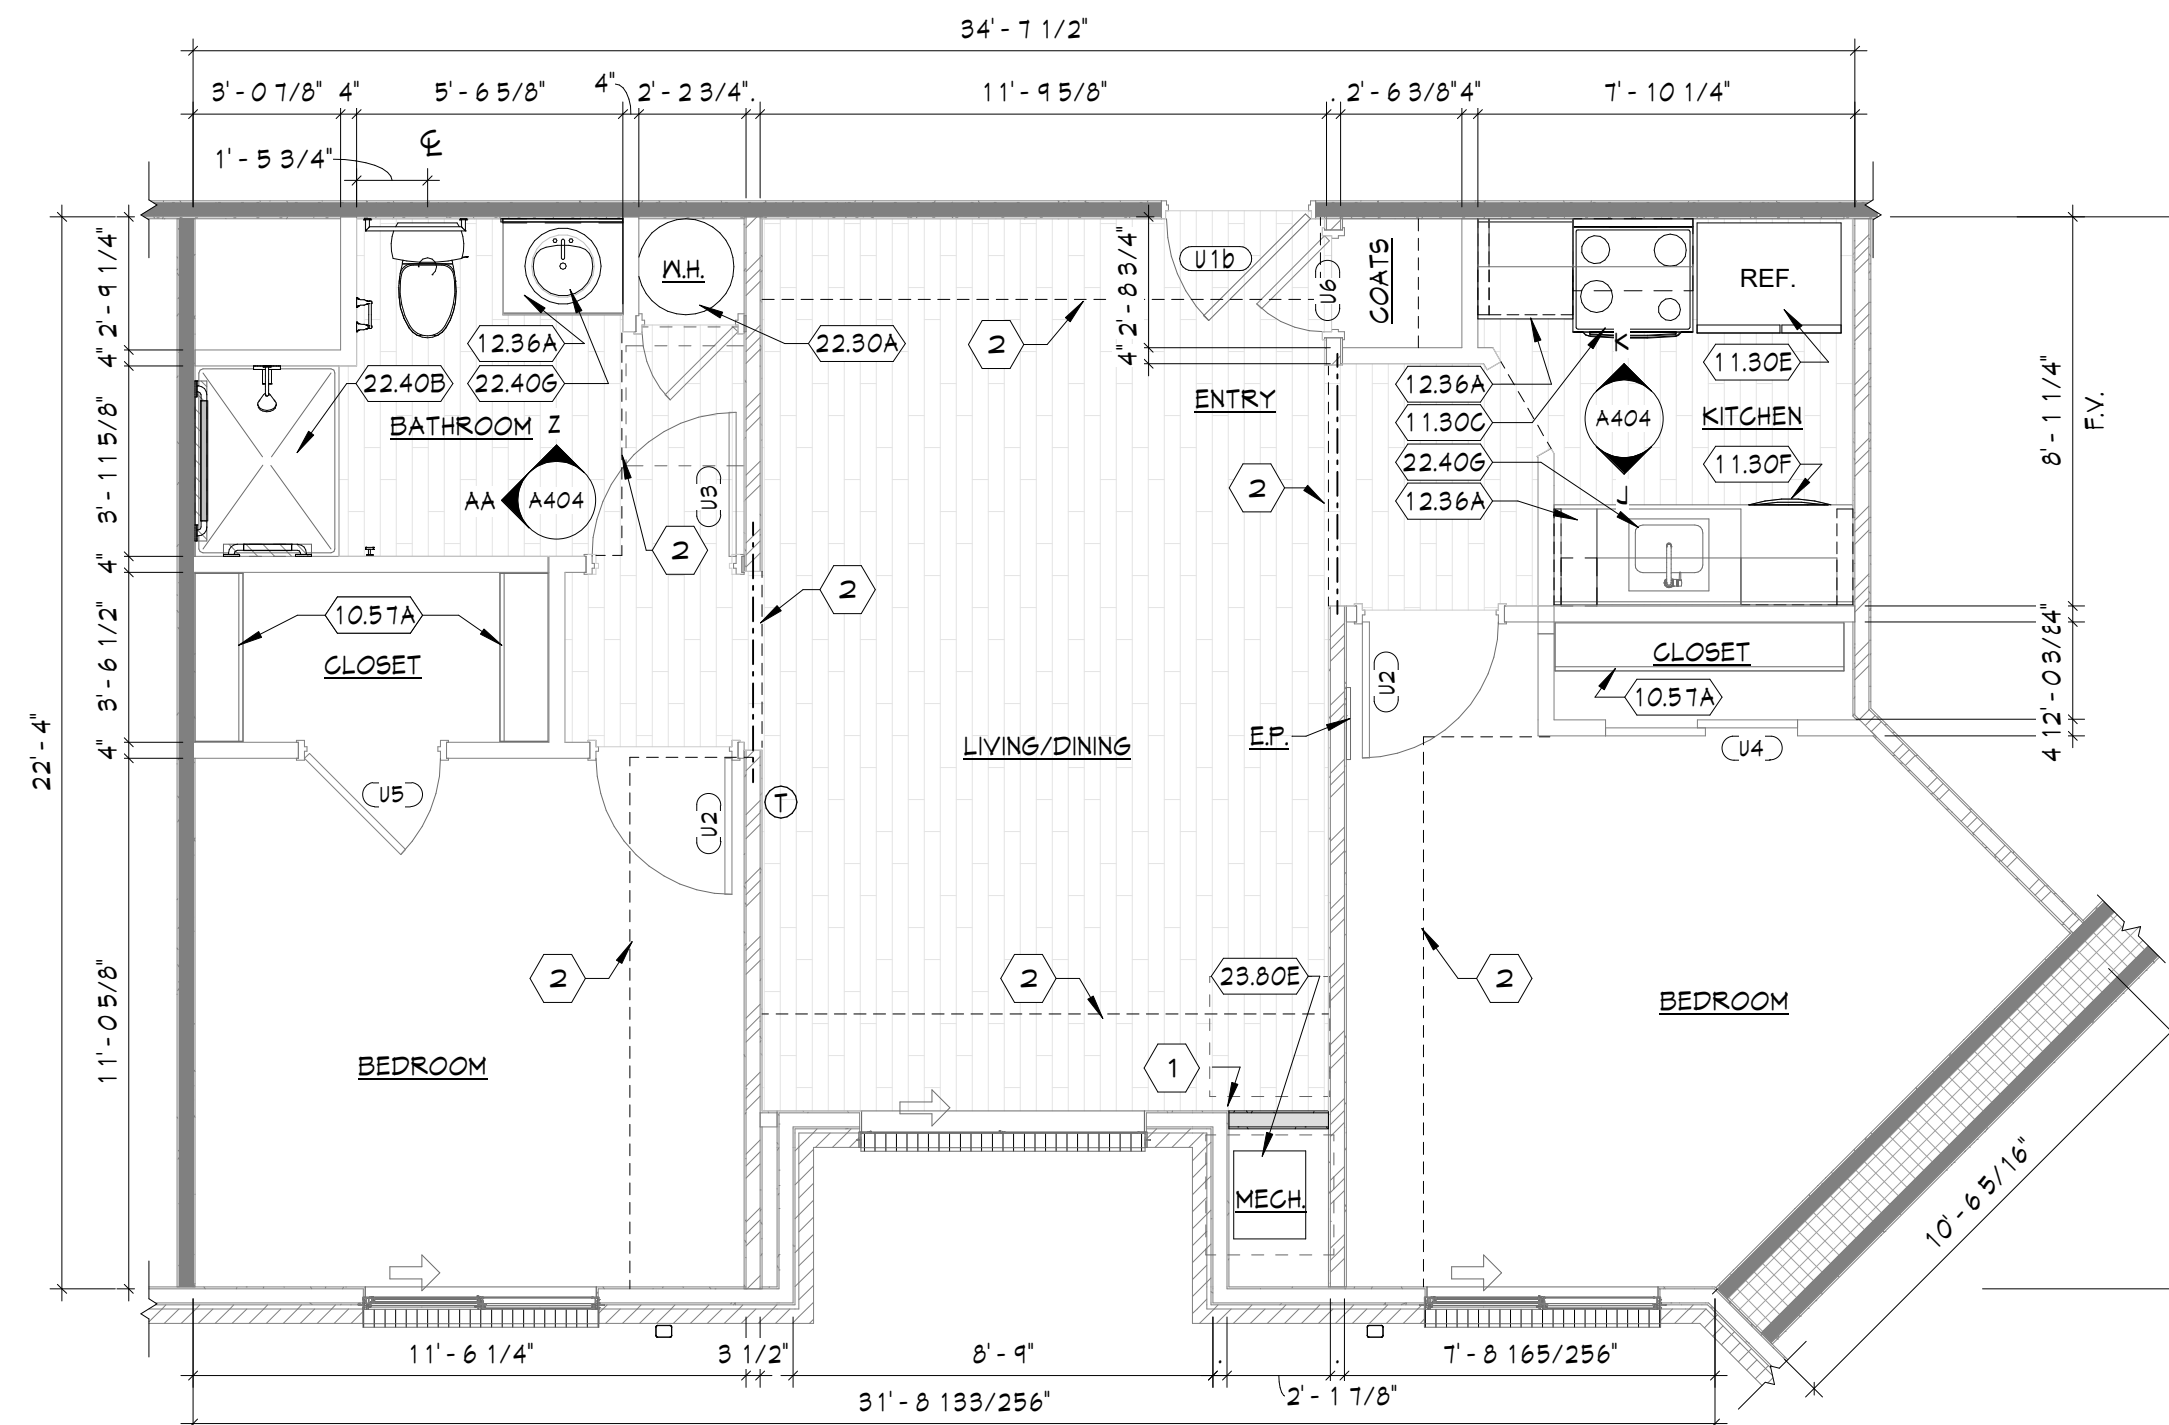 34'- 7 1/2"
3'- 0 7/8" 4" 5'- 6 5/8" 4" 2'- 2 3/4" 11'- 9 5/8" 2'- 6 3/8" 4" 7'- 10 1/4"
1'- 5 3/4" ℄
22'- 4"
2'- 9 1/4"
4"
3'- 11 5/8"
4"
3'- 6 1/2"
4"
11'- 0 5/8"
W.H.
12.36A
22.40B 22.40G
22.30A
BATHROOM
Z
AA A404
U3
2
2
10.57A
CLOSET
U5
U2
T
2
BEDROOM
2
2'- 8 3/4"
4"
U1b
U6
COATS
ENTRY
2
LIVING/DINING
E.P.
2
1
23.80E
MECH.
REF.
K
11.30E
12.36A
11.30C
A404
KITCHEN
22.40G
11.30F
12.36A
J
U2
CLOSET
10.57A
U4
2
BEDROOM
8'- 1 1/4"
F.V.
4"
2'- 0 3/8"
4 1
10'- 6 5/16"
11'- 6 1/4" 3 1/2" 8'- 9" 7'- 8 165/256"
2'- 1 7/8"
31'- 8 133/256"